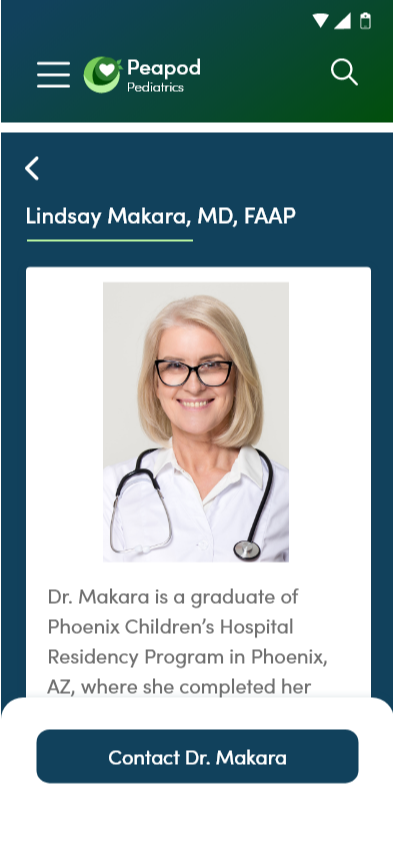 Peapod
Pediatrics
Lindsay Makara, MD, FAAP
Dr. Makara is a graduate of
Phoenix Children’s Hospital
Residency Program in Phoenix,
AZ, where she completed her
Contact Dr. Makara